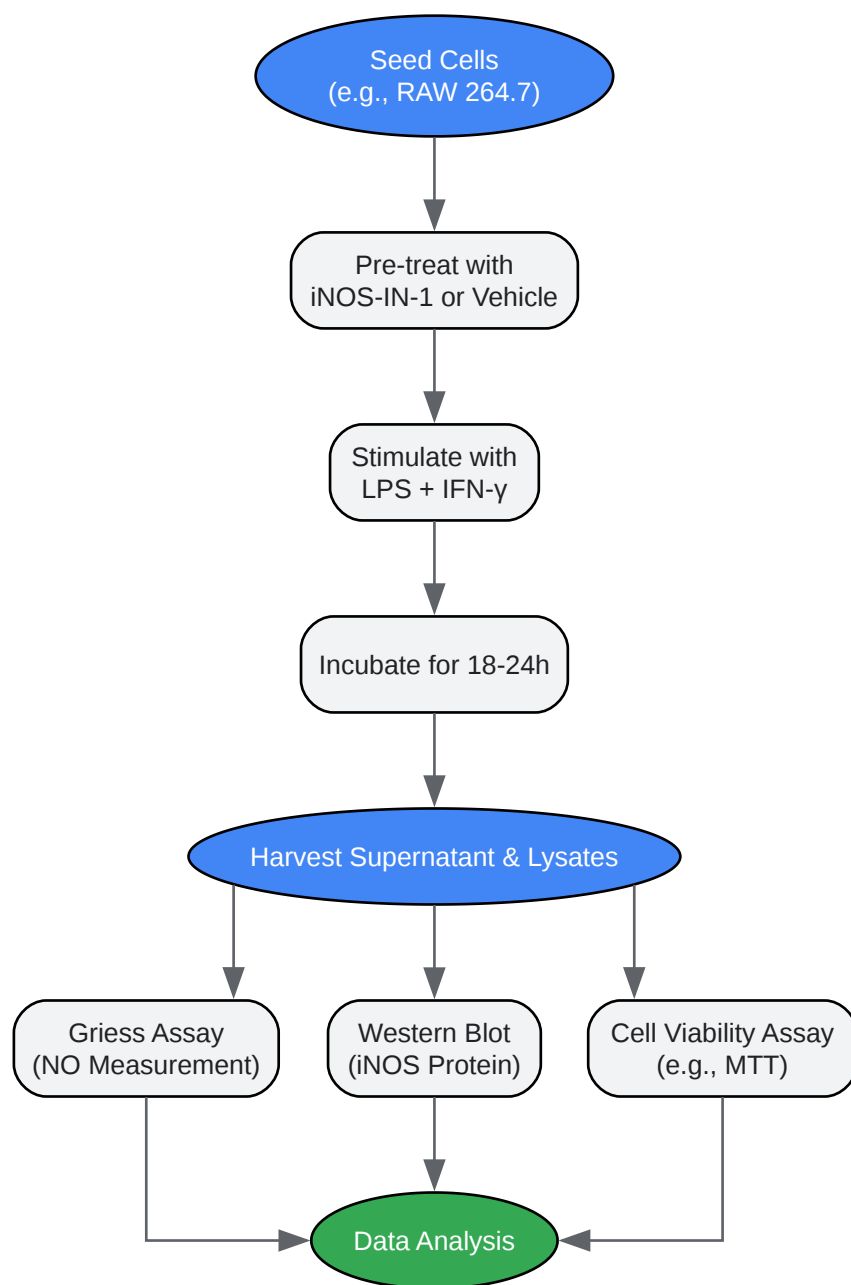 Seed Cells
(e.g., RAW 264.7)
Pre-treat with
iNOS-IN-1 or Vehicle
Stimulate with
LPS + IFN-γ
Incubate for 18-24h
Harvest Supernatant & Lysates
Griess Assay
(NO Measurement)
Western Blot
(iNOS Protein)
Cell Viability Assay
(e.g., MTT)
Data Analysis